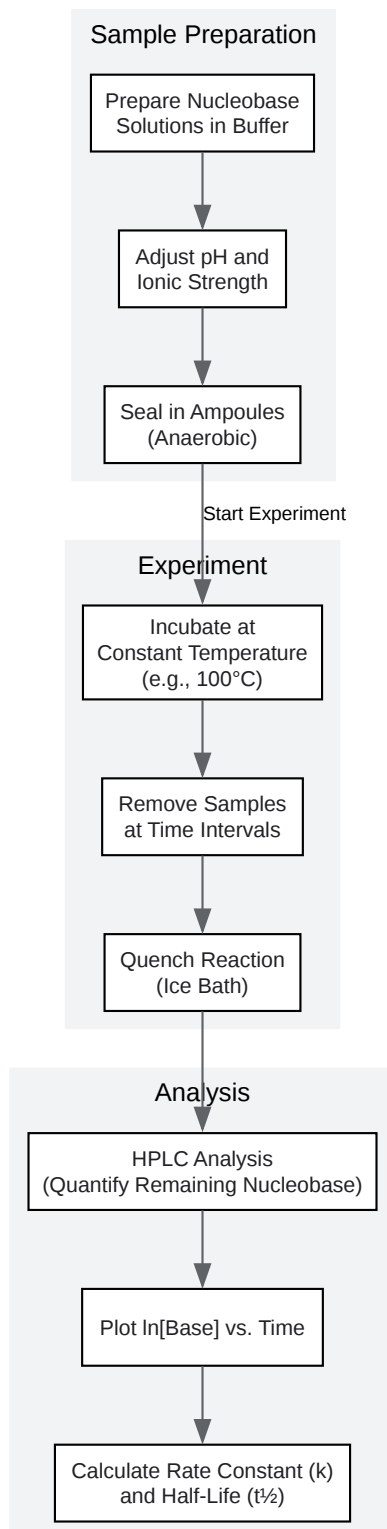 Sample Preparation
Prepare Nucleobase
Solutions in Buffer
Adjust pH and
Ionic Strength
Seal in Ampoules
(Anaerobic)
Start Experiment
Experiment
Incubate at
Constant Temperature
(e.g., 100°C)
Remove Samples
at Time Intervals
Quench Reaction
(Ice Bath)
Analysis
HPLC Analysis
(Quantify Remaining Nucleobase)
Plot ln[Base] vs. Time
Calculate Rate Constant (k)
and Half-Life (t½)